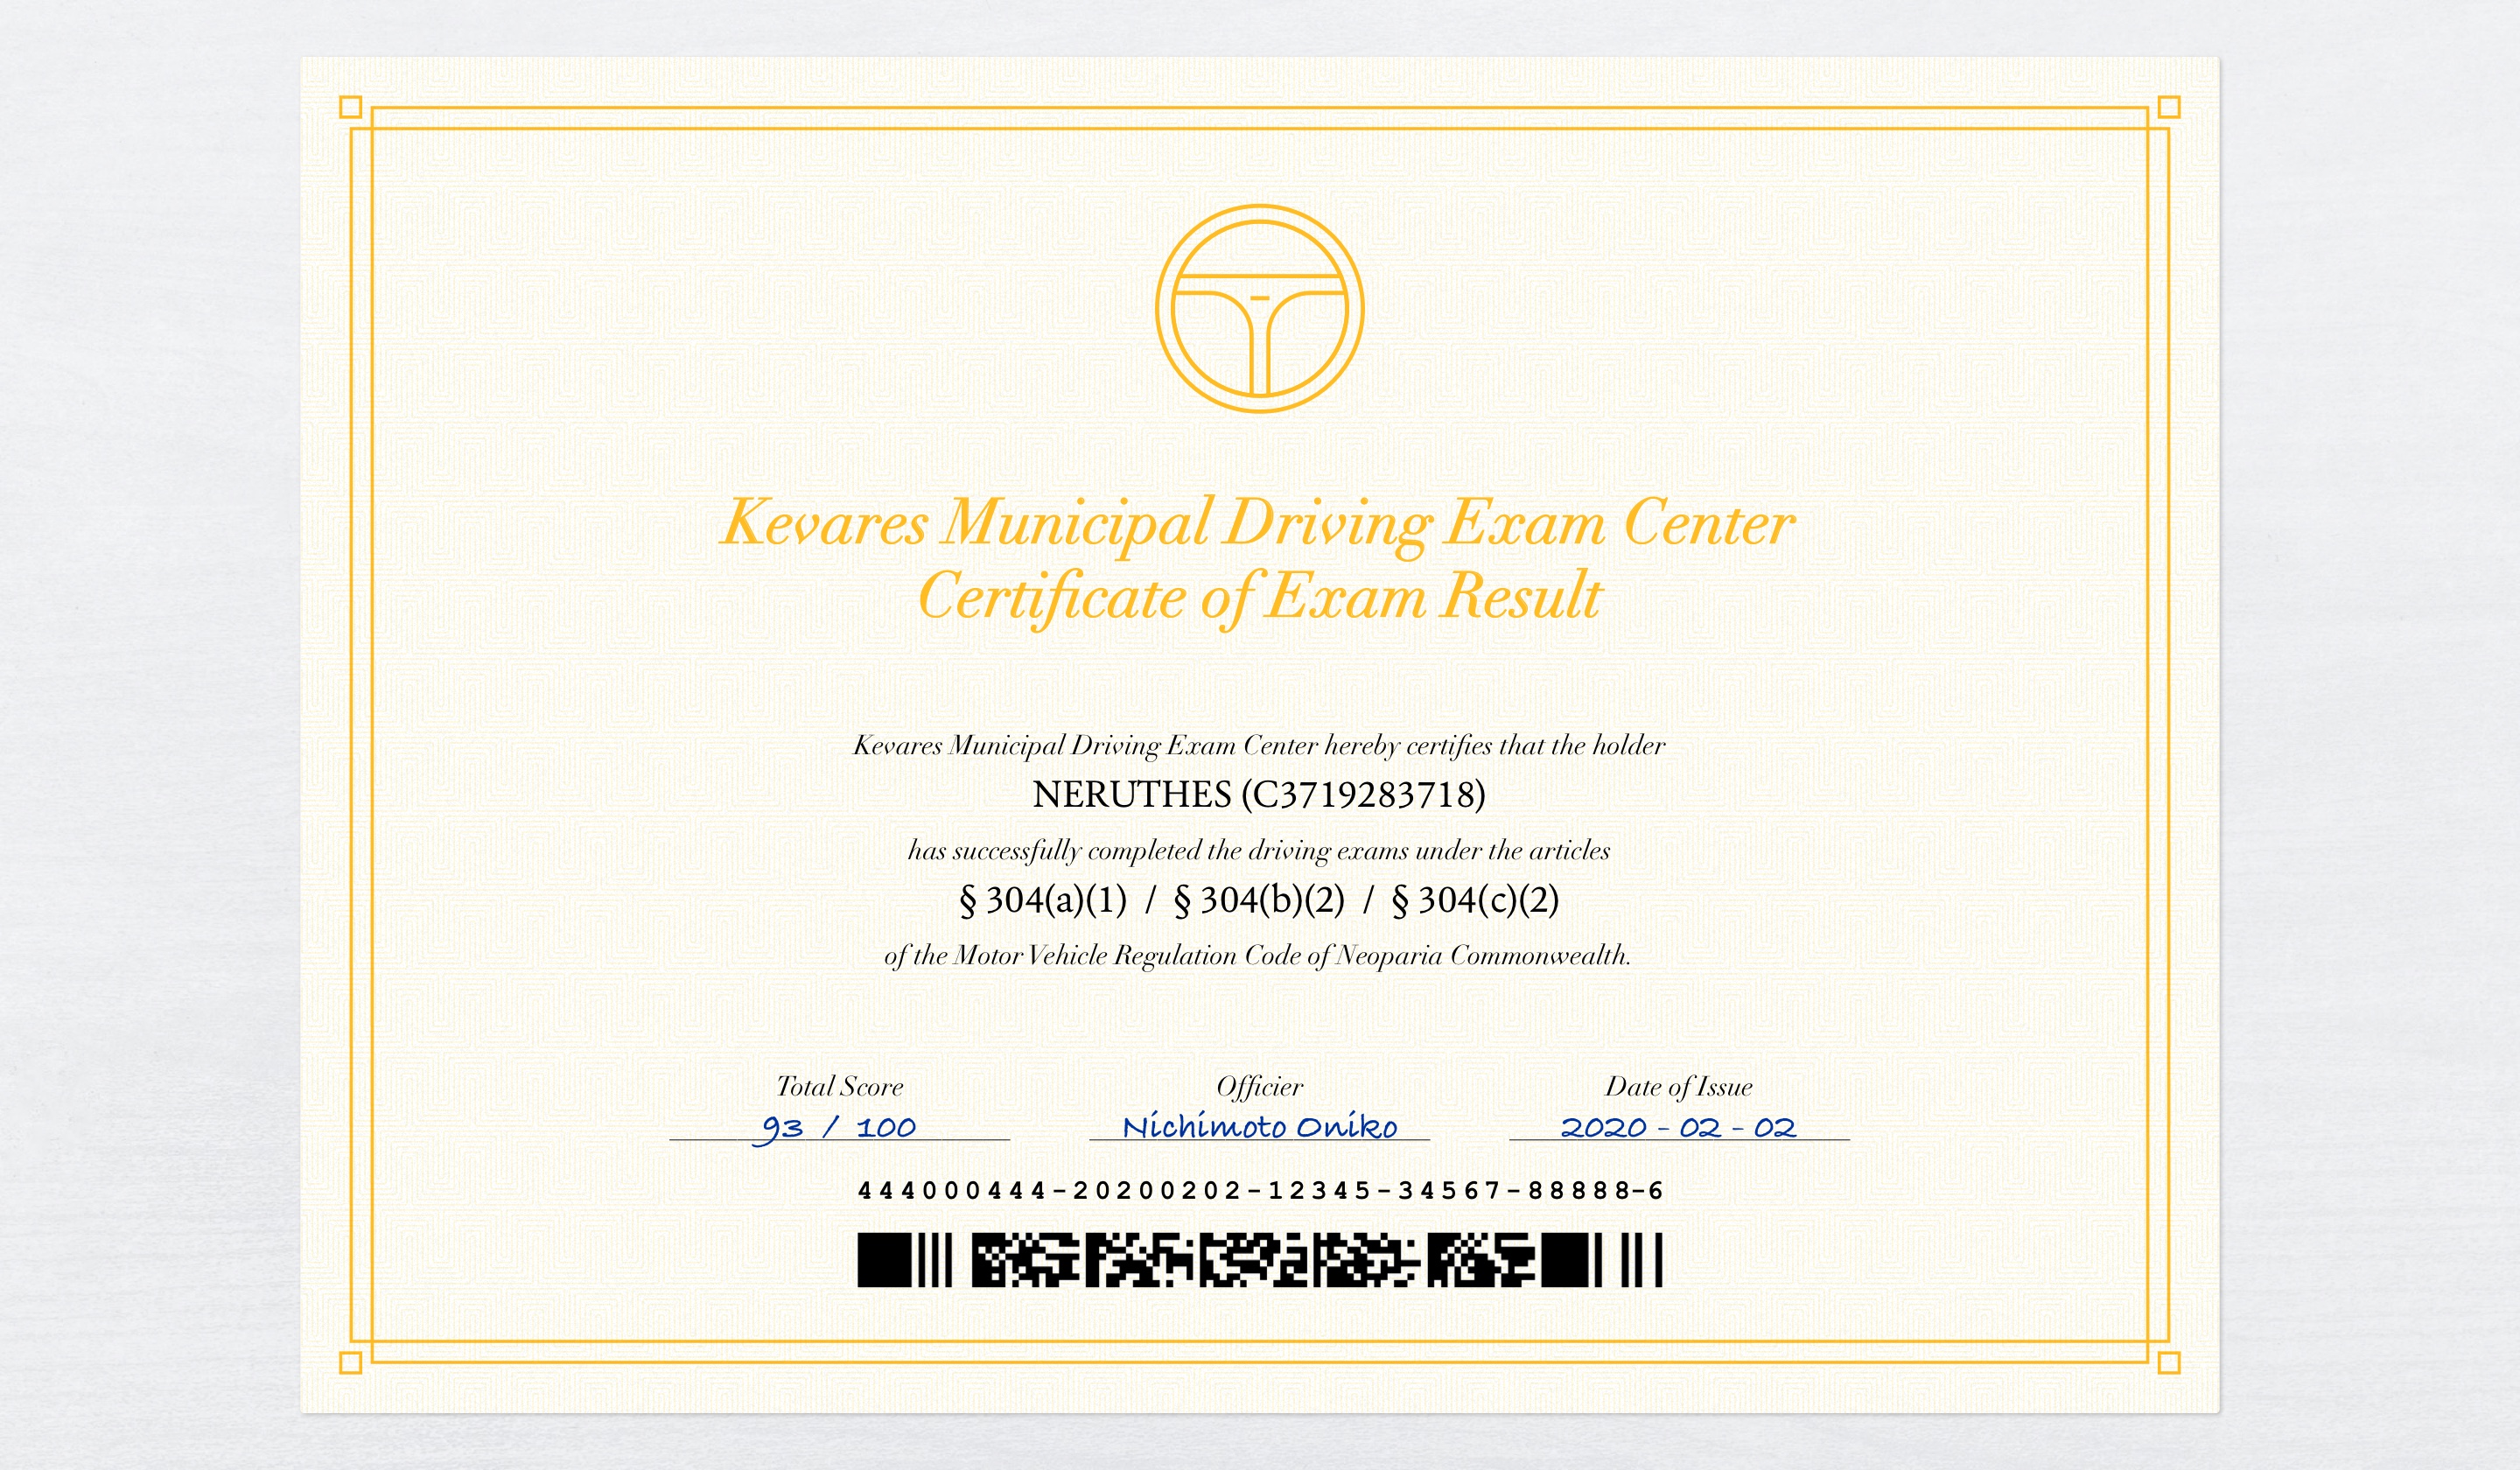 Kevares Municipal Driving Exam Center
Certificate of Exam Result
Kevares Municipal Driving Exam Center hereby certifies that the holder
NERUTHES (C3719283718)
has successfully completed the driving exams under the articles
§ 304(a)(1) / § 304(b)(2) / § 304(c)(2)
of the Motor Vehicle Regulation Code of Neoparia Commonwealth.
Total Score Officier Date of Issue
93 / 100 Nichimoto Oniko 2020 - 02 - 02
444000444-20200202-12345-34567-88888-6